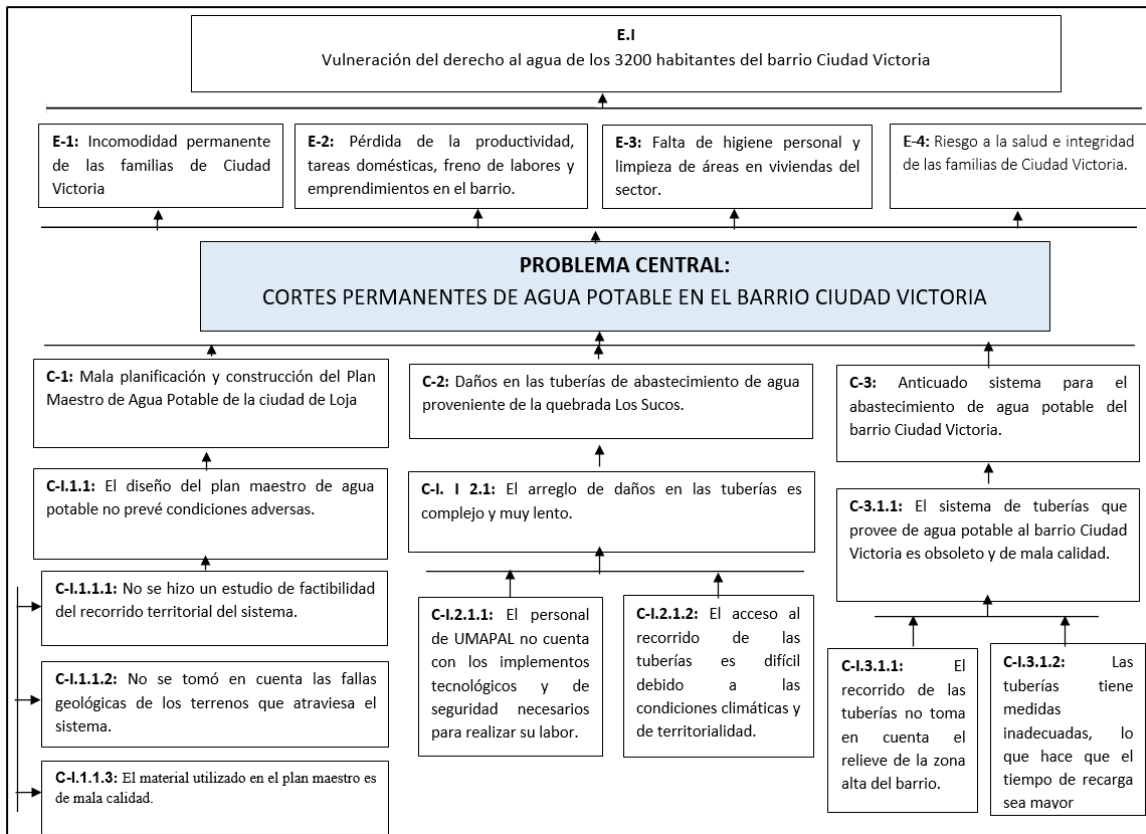 E.I
Vulneración del derecho al agua de los 3200 habitantes del barrio Ciudad Victoria
E-1: Incomodidad permanente
de las familias de Ciudad
Victoria
E-2: Pérdida de la productividad,
tareas domésticas, freno de labores y
emprendimientos en el barrio.
E-3: Falta de higiene personal y
limpieza de áreas en viviendas del
sector.
E-4: Riesgo a la salud e integridad
de las familias de Ciudad Victoria.
PROBLEMA CENTRAL:
CORTES PERMANENTES DE AGUA POTABLE EN EL BARRIO CIUDAD VICTORIA
C-1: Mala planificación y construcción del Plan
Maestro de Agua Potable de la ciudad de Loja
C-I.1.1: El diseño del plan maestro de agua
potable no prevé condiciones adversas.
C-I.1.1.1: No se hizo un estudio de factibilidad
del recorrido territorial del sistema.
C-I.1.1.2: No se tomó en cuenta las fallas
geológicas de los terrenos que atraviesa el
sistema.
C-I.1.1.3: El material utilizado en el plan maestro es
de mala calidad.
C-2: Daños en las tuberías de abastecimiento de agua
proveniente de la quebrada Los Sucos.
C-I. I 2.1: El arreglo de daños en las tuberías es
complejo y muy lento.
C-I.2.1.1: El personal
de UMAPAL no cuenta
con los implementos
tecnológicos y de
seguridad necesarios
para realizar su labor.
C-I.2.1.2: El acceso al
recorrido de las
tuberías es difícil
debido a las
condiciones climáticas y
de territorialidad.
C-3: Anticuado sistema para el
abastecimiento de agua potable del
barrio Ciudad Victoria.
C-3.1.1: El sistema de tuberías que
provee de agua potable al barrio Ciudad
Victoria es obsoleto y de mala calidad.
C-I.3.1.1: El
recorrido de las
tuberías no toma
en cuenta el
relieve de la zona
alta del barrio.
C-I.3.1.2: Las
tuberías tiene
medidas
inadecuadas, lo
que hace que el
tiempo de recarga
sea mayor